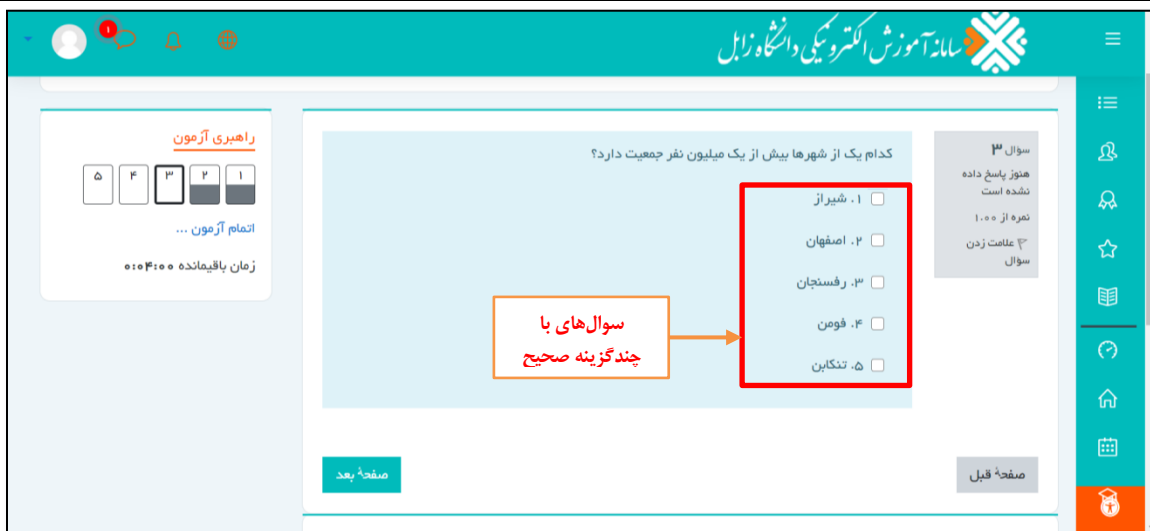 سامانه آموزش الکترونیکی دانشگاه زابل
۱
سؤال ۳
هنوز پاسخ داده
نشده است
نمره از ۱٫۰۰
علامت زدن
سؤال
کدام یک از شهرها بیش از یک میلیون نفر جمعیت دارد؟
۱. شیراز
۲. اصفهان
۳. رفسنجان
۴. فومن
۵. تنکابن
سوال‌های با
چندگزینه صحیح
صفحهٔ قبل
صفحهٔ بعد
راهبری آزمون
۱ ۲ ۳ ۴ ۵
اتمام آزمون ...
زمان باقیمانده ۰:۰۴:۰۰